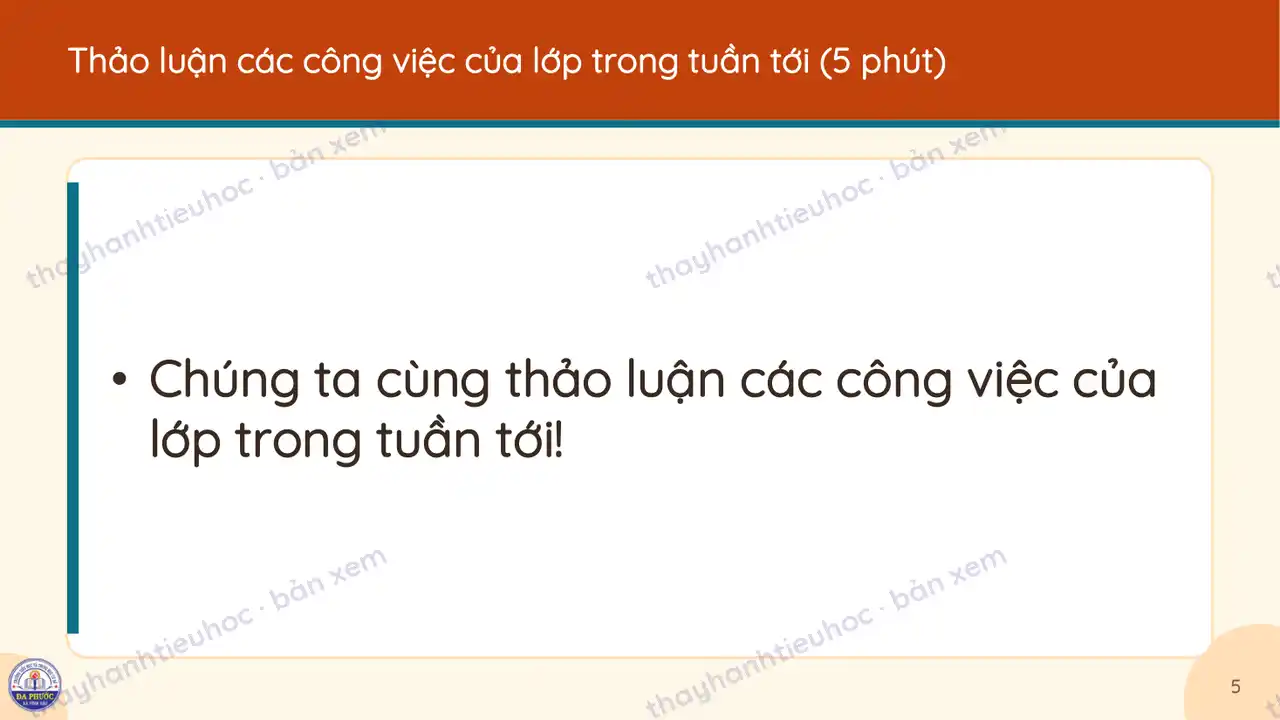 Thảo luận các công việc của lớp trong tuần tới (5 phút)
thayhanhtieuhoc · bản xem
thayhanhtieuhoc · bản xem
• Chúng ta cùng thảo luận các công việc của
lớp trong tuần tới!
thayhanhtieuhoc · bản xem
thayhanhtieuhoc · bản xem
ĐA PHƯỚC
5